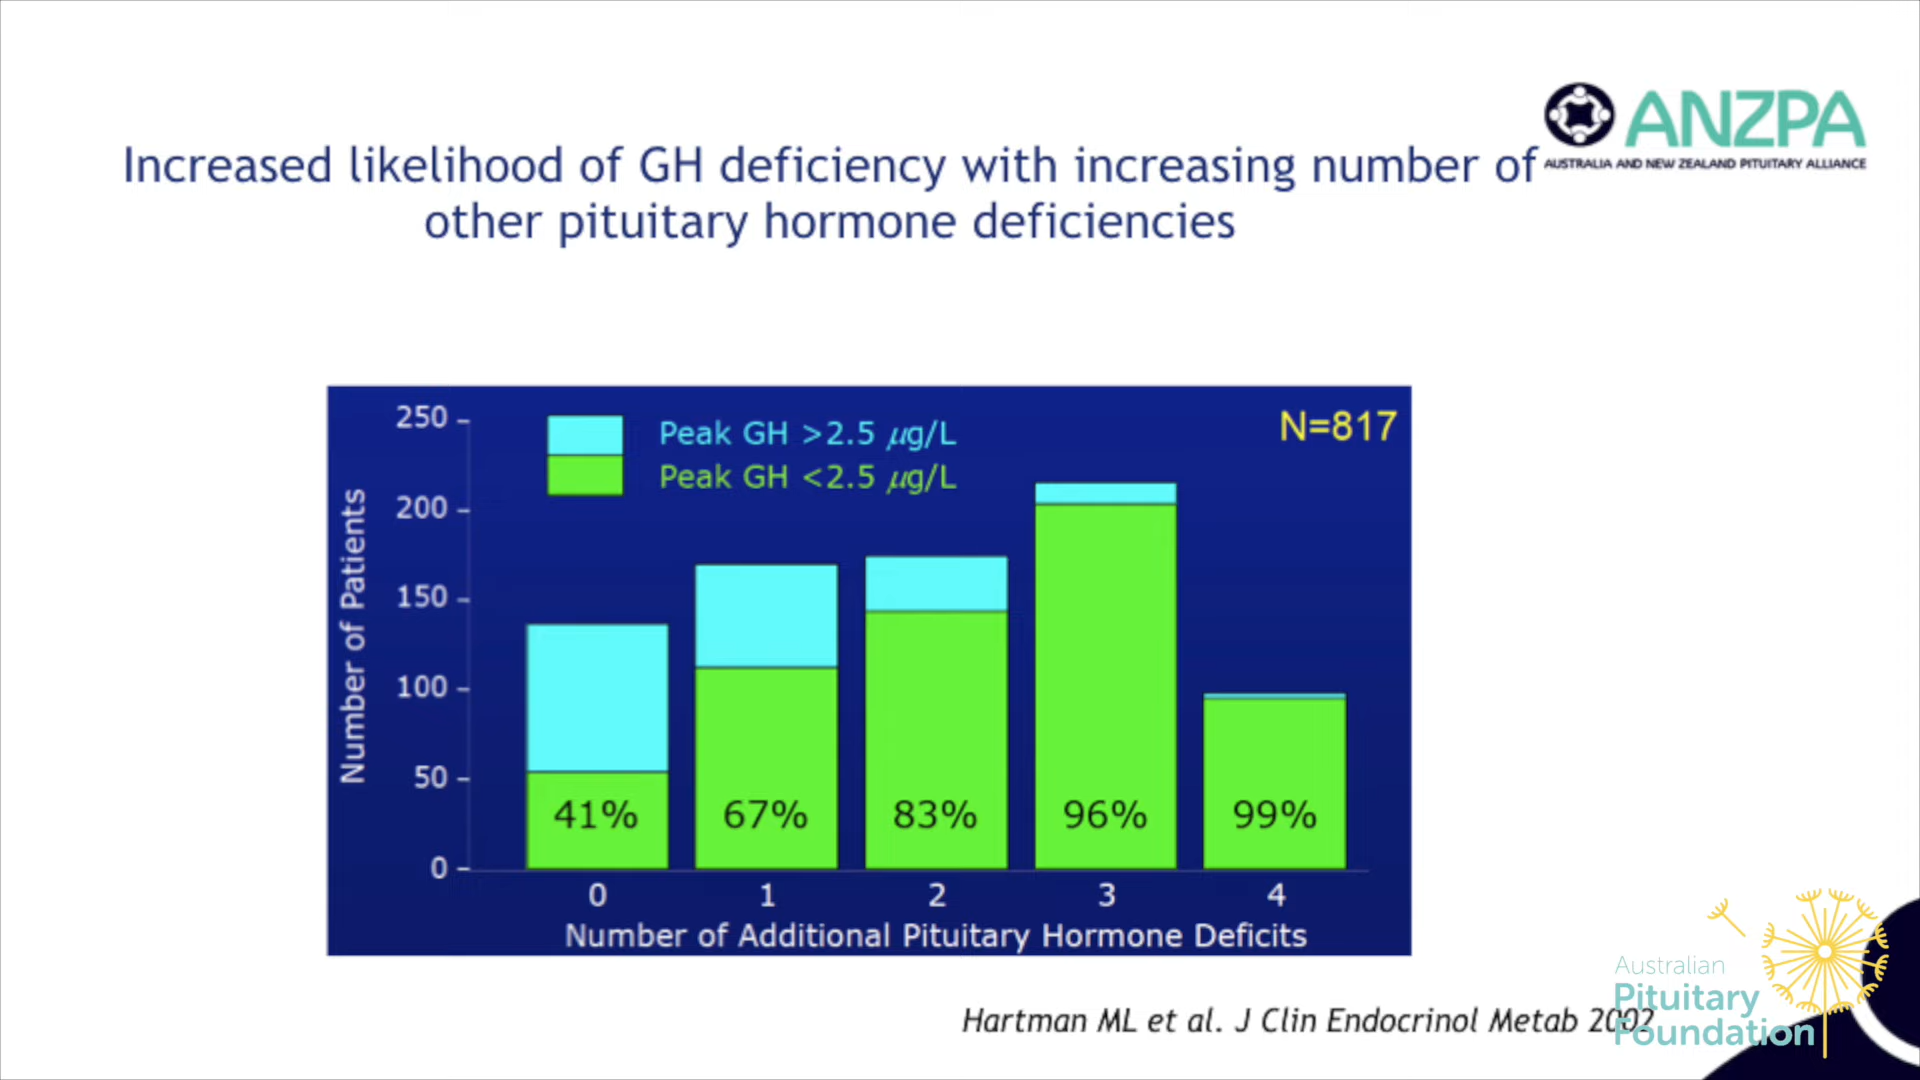 ANZPA
AUSTRALIA AND NEW ZEALAND PITUITARY ALLIANCE
Increased likelihood of GH deficiency with increasing number of
other pituitary hormone deficiencies
Peak GH >2.5 µg/L
Peak GH <2.5 µg/L
N=817
Number of Patients
250
200
150
100
50
0
41%
67%
83%
96%
99%
0
1
2
3
4
Number of Additional Pituitary Hormone Deficits
Hartman ML et al. J Clin Endocrinol Metab 2002
Australian
Pituitary
Foundation